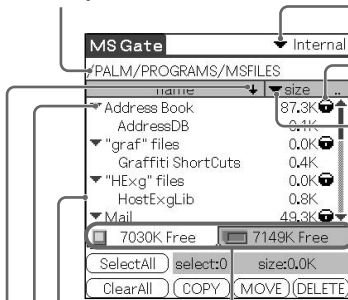 MS Gate ▼ Internal
/PALM/PROGRAMS/MSFILES
name ↓ ▼ size ..
▼ Address Book 87.3K
AddressDB 0.1K
▼ "graf" files 0.0K
Graffiti ShortCuts 0.4K
▼ "HExg" files 0.0K
HostExgLib 0.8K
▼ Mail 49.3K
7030K Free 7149K Free
SelectAll select:0 size:0.0K
ClearAll COPY MOVE DELETE